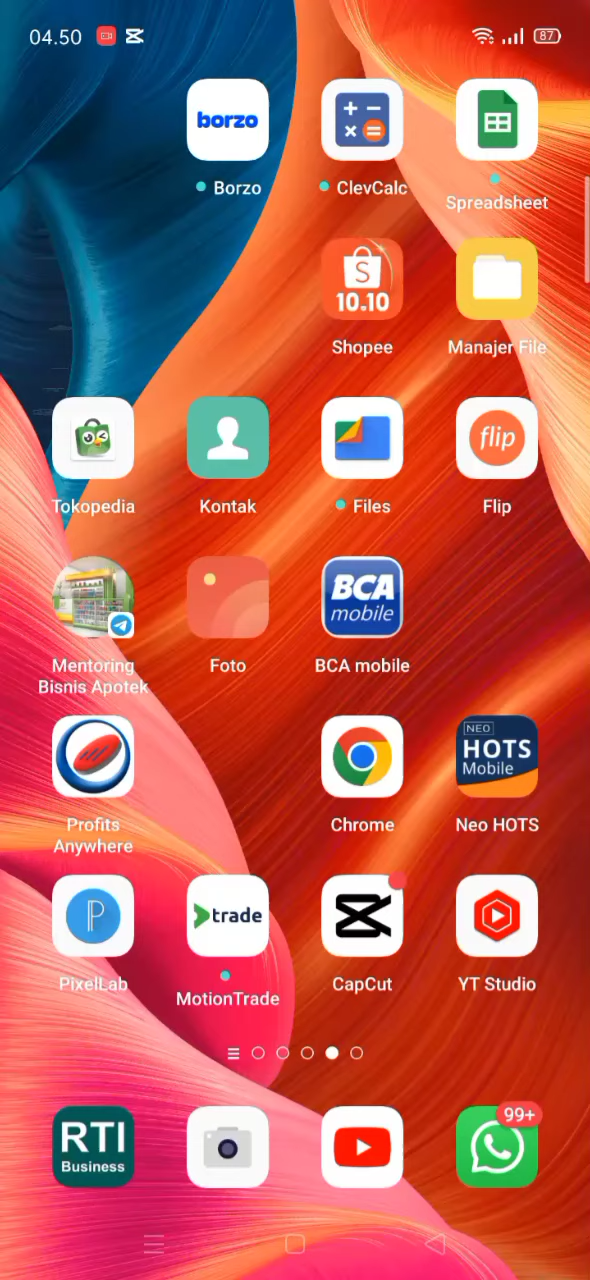 04.50
87
borzo
Borzo
ClevCalc
Spreadsheet
S
10.10
Shopee
Manajer File
Tokopedia
Kontak
Files
flip
Flip
Mentoring
Bisnis Apotek
Foto
BCA
mobile
BCA mobile
Profits
Anywhere
Chrome
NEO
HOTS
Mobile
Neo HOTS
P
PixelLab
trade
MotionTrade
CapCut
YT Studio
RTI
Business
99+